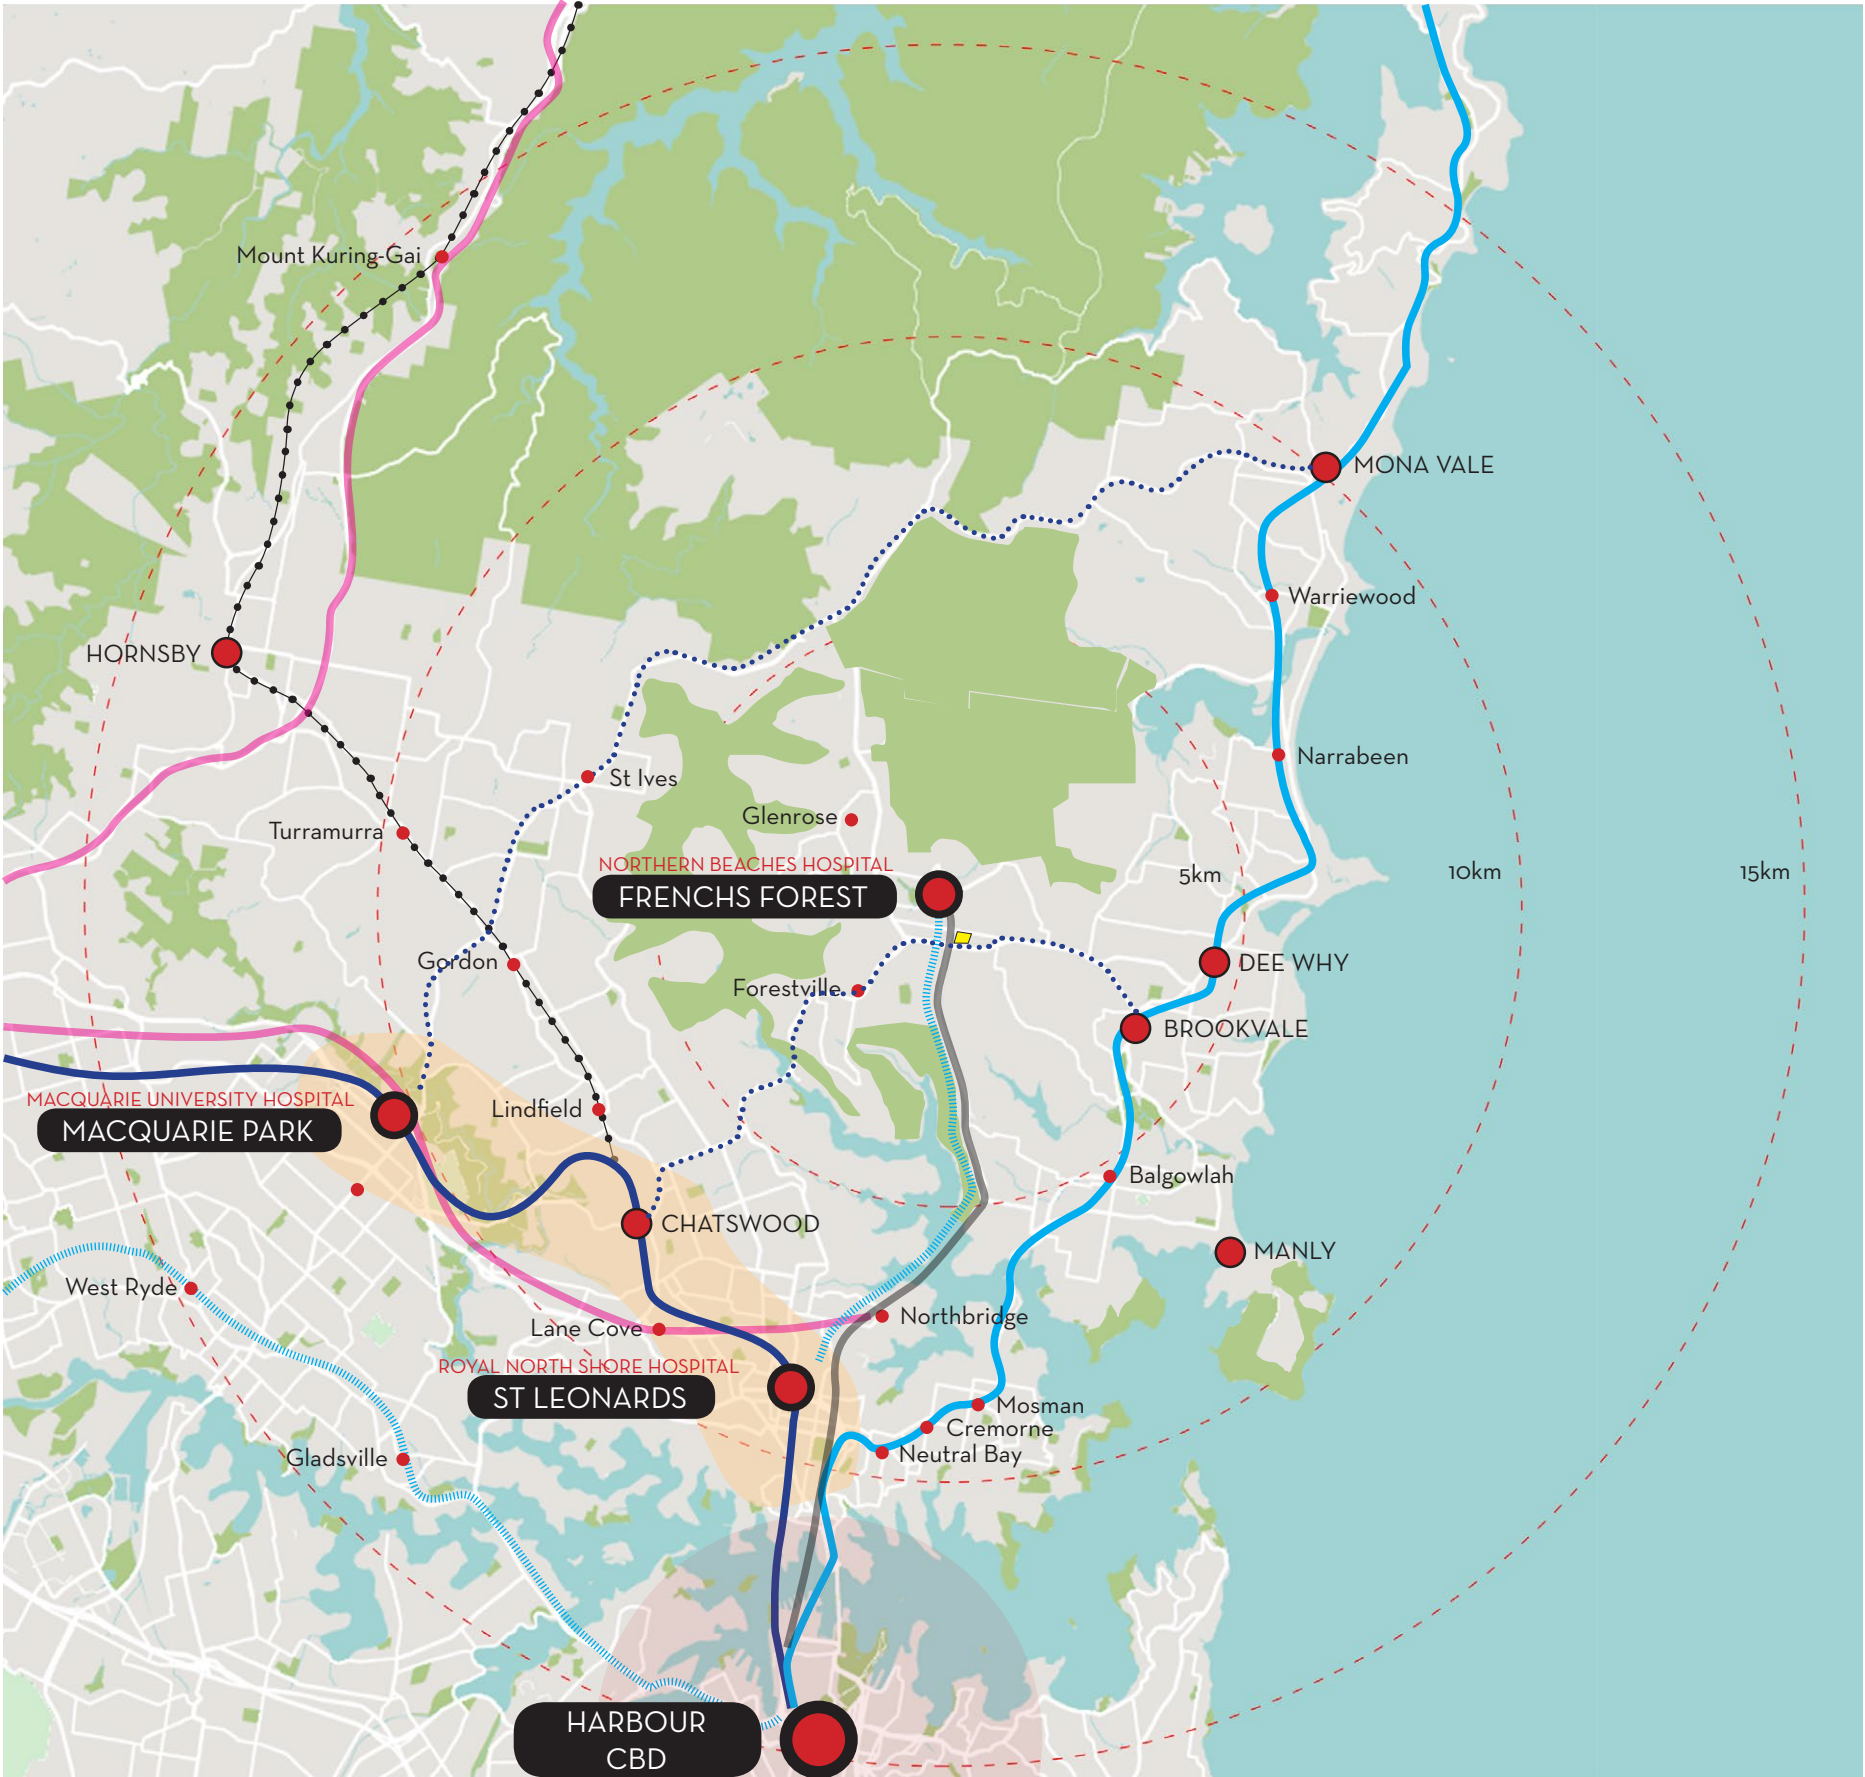 Mount Kuring-Gai
MONA VALE
Warriewood
HORNSBY
Narrabeen
St Ives
Glenrose
Turramurra
NORTHERN BEACHES HOSPITAL
FRENCHS FOREST
5km
10km
15km
Gordon
DEE WHY
Forestville
BROOKVALE
MACQUARIE UNIVERSITY HOSPITAL
MACQUARIE PARK
Lindfield
Balgowlah
CHATSWOOD
MANLY
West Ryde
Northbridge
Lane Cove
ROYAL NORTH SHORE HOSPITAL
ST LEONARDS
Mosman
Cremorne
Neutral Bay
Gladsville
HARBOUR
CBD